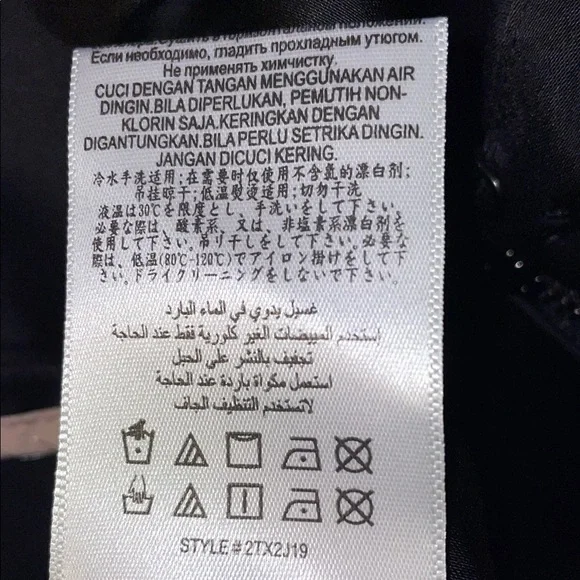 в горизонтальном положении.
Если необходимо, гладить прохладным утюгом.
Не применять химчистку.
CUCI DENGAN TANGAN MENGGUNAKAN AIR
DINGIN.BILA DIPERLUKAN, PEMUTIH NON-
KLORIN SAJA.KERINGKAN DENGAN
DIGANTUNGKAN.BILA PERLU SETRIKA DINGIN.
JANGAN DICUCI KERING.
冷水手洗适用;在需要时仅使用不含氯的漂白剂;
吊挂晾干;低温熨烫适用;切勿干洗
液温は30℃を限度とし、手洗いをして下さい。
必要な際は、酸素系、又は、非塩素系漂白剤を
使用して下さい。吊り干しをして下さい。必要な
際は、低温(80℃-120℃)でアイロン掛けをして下
さい。ドライクリーニングをしないで下さい。
غسيل يدوي في الماء البارد
استخدم المبيضات الغير كلورية فقط عند الحاجة
تجفيف بالنشر على الحبل
استعمل مكواة باردة عند الحاجة
لاتستخدم التنظيف الجاف
STYLE # 2TX2J19